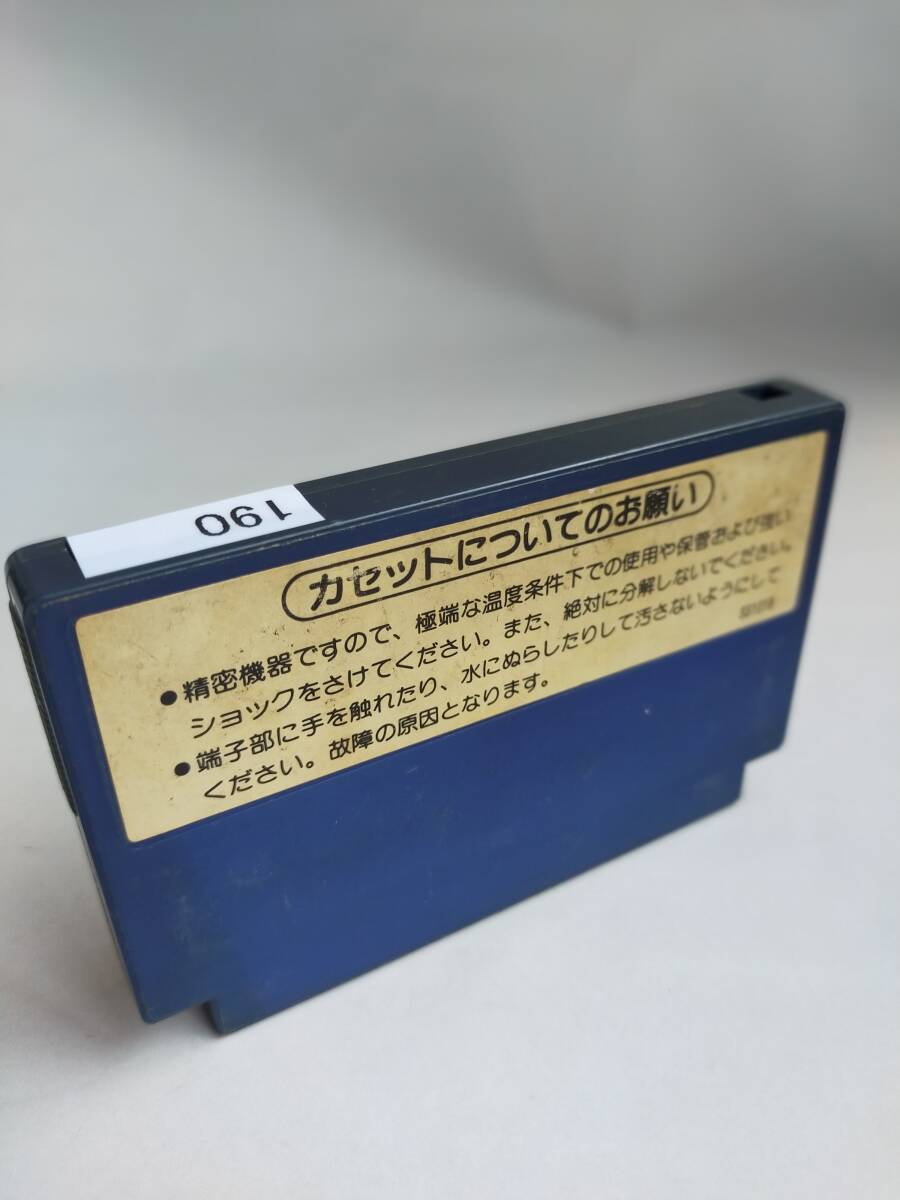 190
カセットについてのお願い
●精密機器ですので、極端な温度条件下での使用や保管および強い
ショックをさけてください。また、絶対に分解しないでください。
●端子部に手を触れたり、水にぬらしたりして汚さないようにして
ください。故障の原因となります。